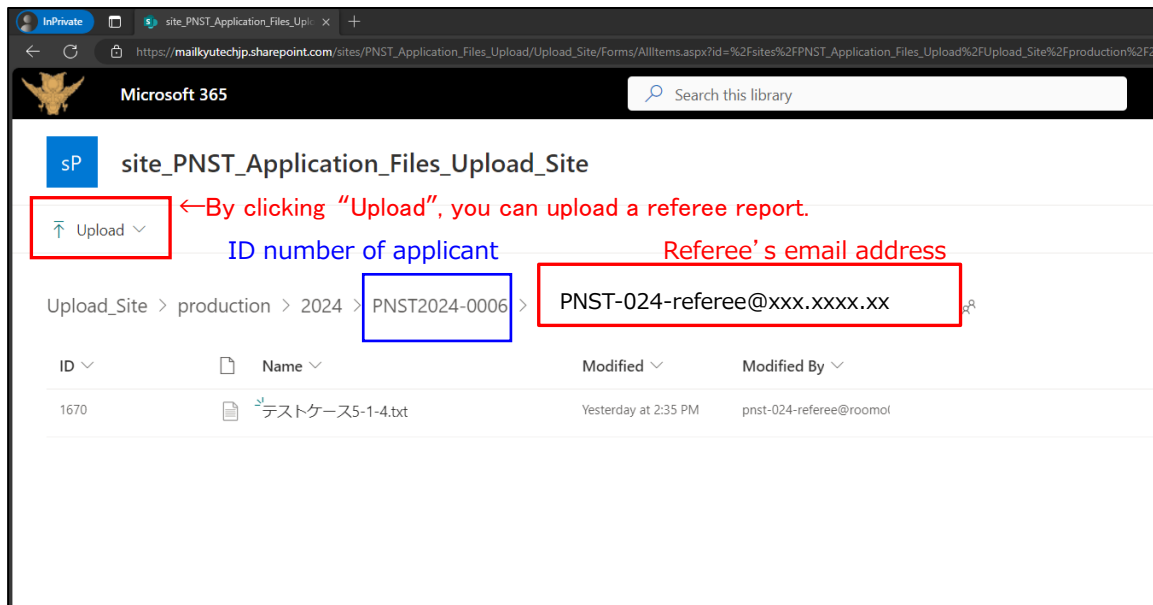 InPrivate
site_PNST_Application_Files_Uplo
https://mailkyutechjp.sharepoint.com/sites/PNST_Application_Files_Upload/Upload_Site/Forms/AllItems.aspx?id=%2Fsites%2FPNST_Application_Files_Upload%2FUpload_Site%2Fproduction%2F2
Microsoft 365
Search this library
sP
site_PNST_Application_Files_Upload_Site
←By clicking “Upload”, you can upload a referee report.
Upload
ID number of applicant
Referee's email address
Upload_Site > production > 2024 > PNST2024-0006 > PNST-024-referee@xxx.xxxx.xx
ID Name Modified Modified By
1670 テストケース5-1-4.txt Yesterday at 2:35 PM pnst-024-referee@roomo